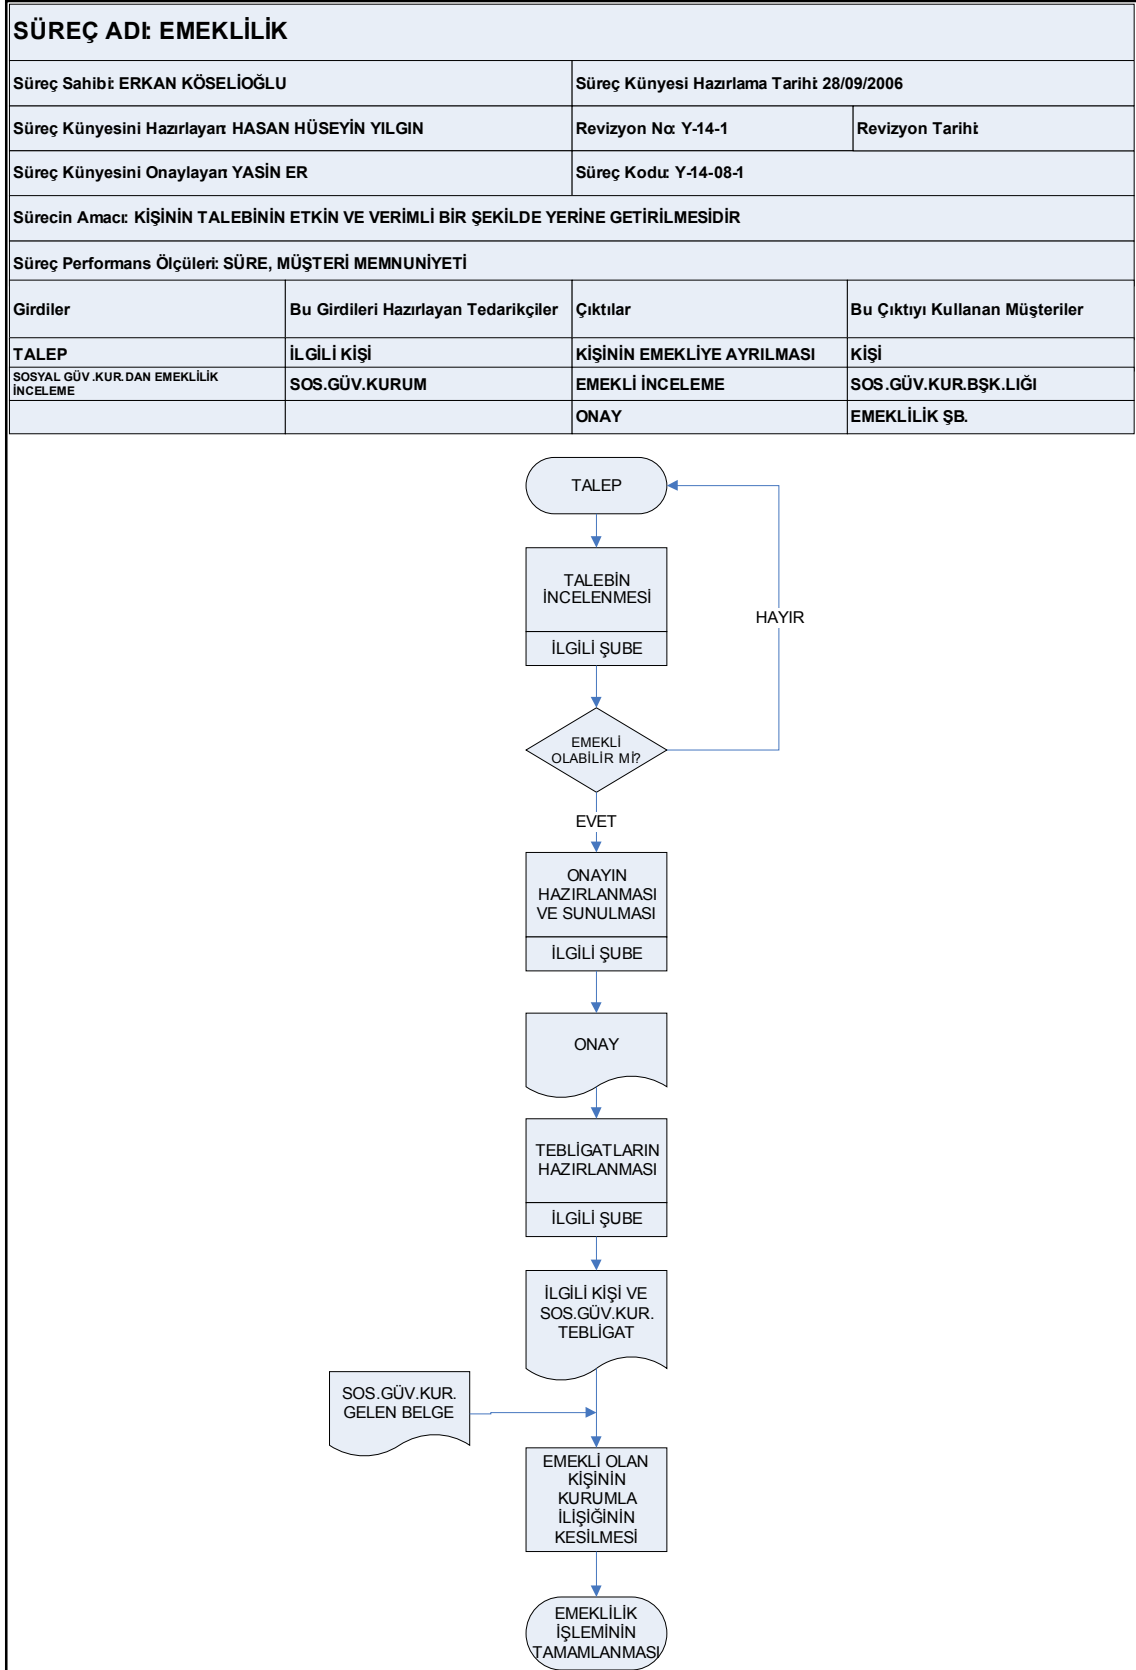 SÜREÇ ADI: EMEKLİLİK
Süreç Sahibi: ERKAN KÖSELİOĞLU
Süreç Künyesi Hazırlama Tarihi: 28/09/2006
Süreç Künyesini Hazırlayan: HASAN HÜSEYİN YILGIN
Revizyon No: Y-14-1
Revizyon Tarihi:
Süreç Künyesini Onaylayan: YASİN ER
Süreç Kodu: Y-14-08-1
Sürecin Amacı: KİŞİNİN TALEBİNİN ETKİN VE VERİMLİ BİR ŞEKİLDE YERİNE GETİRİLMESİDİR
Süreç Performans Ölçüleri: SÜRE, MÜŞTERİ MEMNUNİYETİ
Girdiler
Bu Girdileri Hazırlayan Tedarikçiler
Çıktılar
Bu Çıktıyı Kullanan Müşteriler
TALEP
İLGİLİ KİŞİ
KİŞİNİN EMEKLİYE AYRILMASI
KİŞİ
SOSYAL GÜV.KUR.DAN EMEKLİLİK
İNCELEME
SOS.GÜV.KURUM
EMEKLİ İNCELEME
SOS.GÜV.KUR.BŞK.LIĞI
ONAY
EMEKLİLİK ŞB.
TALEP
TALEBİN
İNCELENMESİ
İLGİLİ ŞUBE
HAYIR
EMEKLİ
OLABİLİR Mİ?
EVET
ONAYIN
HAZIRLANMASI
VE SUNULMASI
İLGİLİ ŞUBE
ONAY
TEBLİGATLARIN
HAZIRLANMASI
İLGİLİ ŞUBE
İLGİLİ KİŞİ VE
SOS.GÜV.KUR.
TEBLİGAT
SOS.GÜV.KUR.
GELEN BELGE
EMEKLİ OLAN
KİŞİNİN
KURUMLA
İLİŞİĞİNİN
KESİLMESİ
EMEKLİLİK
İŞLEMİNİN
TAMAMLANMASI